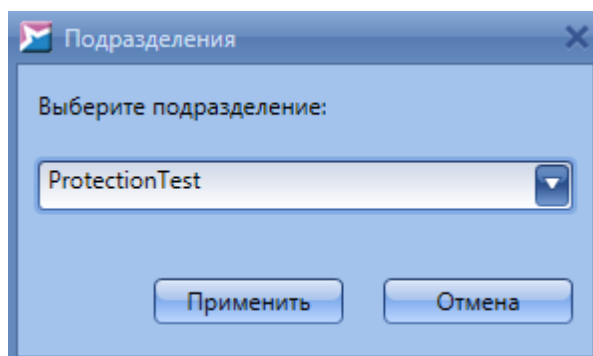 Подразделения
Выберите подразделение:
ProtectionTest
Применить Отмена